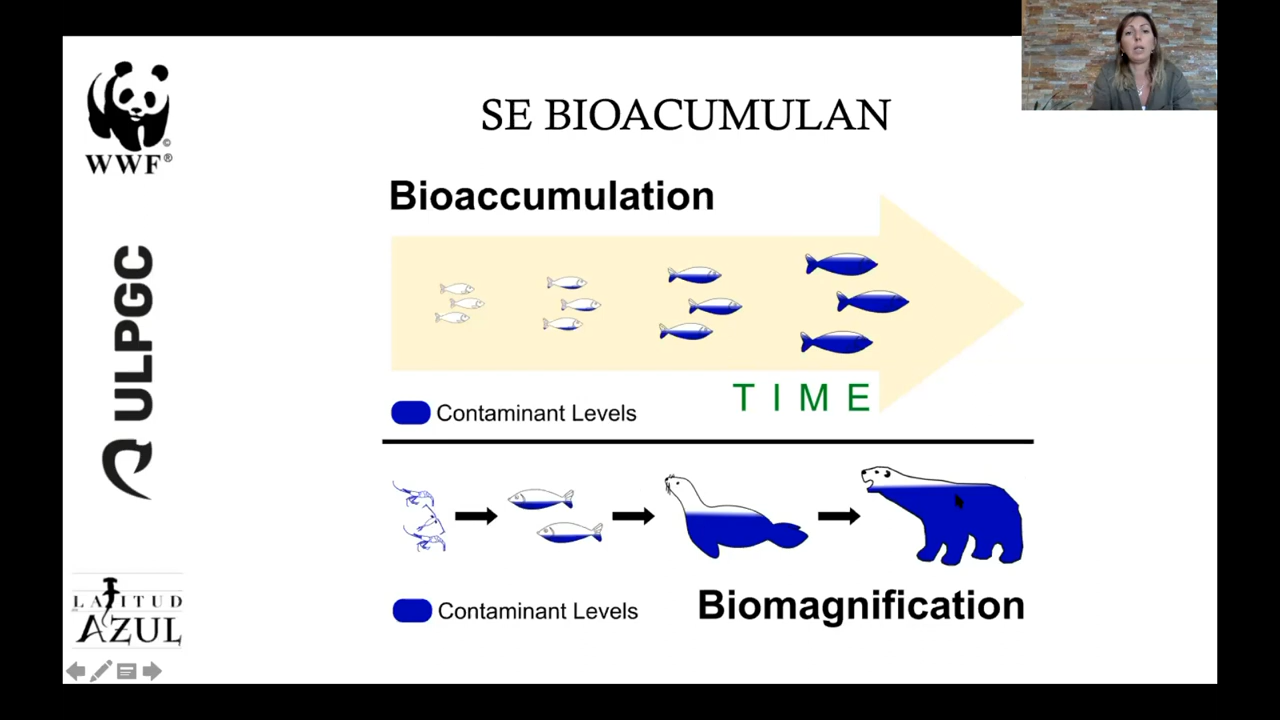 SE BIOACUMULAN
Bioaccumulation
TIME
Contaminant Levels
Contaminant Levels
Biomagnification
©
WWF®
ULPGC
LATITUD
AZUL